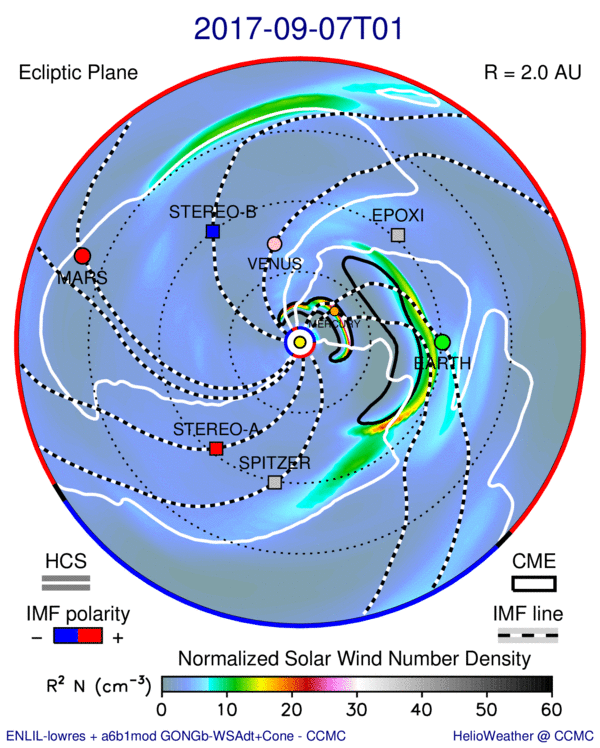 2017-09-07T01
Ecliptic Plane
R = 2.0 AU
STEREO-B
EPOXI
VENUS
MARS
MERCURY
EARTH
STEREO-A
SPITZER
HCS
CME
IMF polarity
− +
IMF line
Normalized Solar Wind Number Density
R² N (cm⁻³)
0 10 20 30 40 50 60
ENLIL-lowres + a6b1mod GONGb-WSAdt+Cone - CCMC
HelioWeather @ CCMC